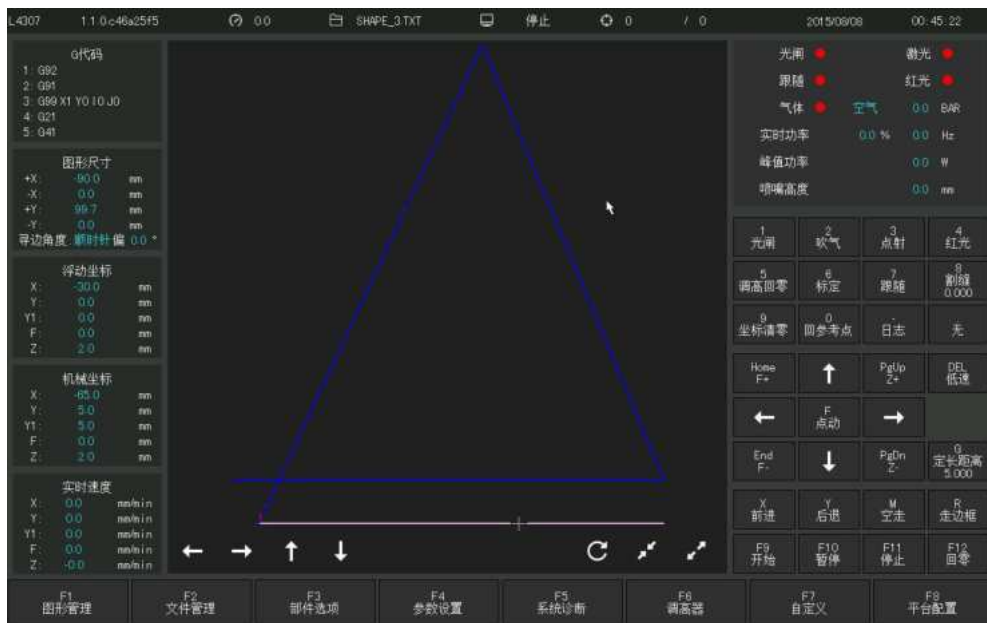 L4307 1.1.0:c46a25f5 0.0 SHAPE_3.TXT 停止 0 / 0 2015/08/08 00:45:22
G代码
1: G92
2: G91
3: G99 X1 Y0 I0 J0
4: G21
5: G41
图形尺寸
+X: -90.0 mm
-X: 0.0 mm
+Y: 99.7 mm
-Y: 0.0 mm
寻边角度:顺时针偏 0.0 °
浮动坐标
X: -30.0 mm
Y: 0.0 mm
Y1: 0.0 mm
F: 0.0 mm
Z: 2.0 mm
机械坐标
X: -65.0 mm
Y: 5.0 mm
Y1: 5.0 mm
F: 0.0 mm
Z: 2.0 mm
实时速度
X: 0.0 mm/min
Y: 0.0 mm/min
Y1: 0.0 mm/min
F: 0.0 mm/min
Z: -0.0 mm/min
光闸 激光
跟随 红光
气体 空气 0.0 BAR
实时功率 0.0 % 0.0 Hz
峰值功率 0.0 W
喷嘴高度 0.0 mm
1 2 3 4
光闸 吹气 点射 红光
5 6 7 8
调高回零 标定 跟随 割缝
0.000
9 0 - 
坐标清零 回参考点 日志 无
Home PgUp DEL
F+ ↑ Z+ 低速
← F →
点动
End PgDn G
F- ↓ Z- 定长距离
5.000
X Y M R
前进 后退 空走 走边框
F9 F10 F11 F12
开始 暂停 停止 回零
← → ↑ ↓
F1 F2 F3 F4 F5 F6 F7 F8
图形管理 文件管理 部件选项 参数设置 系统诊断 调高器 自定义 平台配置